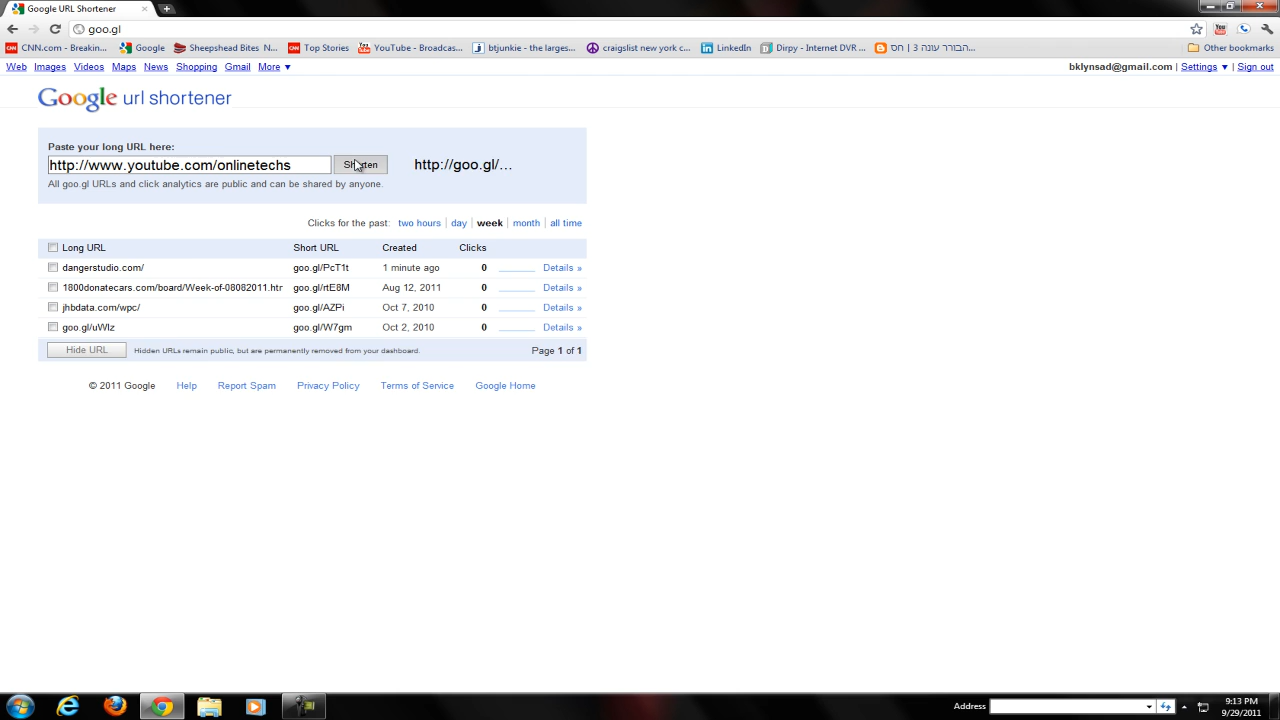 Google URL Shortener
goo.gl
CNN.com - Breakin... Google Sheepshead Bites N... Top Stories YouTube - Broadcas... btjunkie - the larges... craigslist new york c... LinkedIn Dirpy - Internet DVR ... הבורר עונה 3 | חס... Other bookmarks
Web Images Videos Maps News Shopping Gmail More ▼ bklynsad@gmail.com | Settings ▼ | Sign out
Google url shortener
Paste your long URL here:
http://www.youtube.com/onlinetechs Shorten http://goo.gl/...
All goo.gl URLs and click analytics are public and can be shared by anyone.
Clicks for the past: two hours | day | week | month | all time
Long URL Short URL Created Clicks
dangerstudio.com/ goo.gl/PcT1t 1 minute ago 0 Details »
1800donatecars.com/board/Week-of-08082011.htr goo.gl/rtE8M Aug 12, 2011 0 Details »
jhbdata.com/wpc/ goo.gl/AZPi Oct 7, 2010 0 Details »
goo.gl/uWlz goo.gl/W7gm Oct 2, 2010 0 Details »
Hide URL Hidden URLs remain public, but are permanently removed from your dashboard. Page 1 of 1
© 2011 Google Help Report Spam Privacy Policy Terms of Service Google Home
Address 9:13 PM
9/29/2011